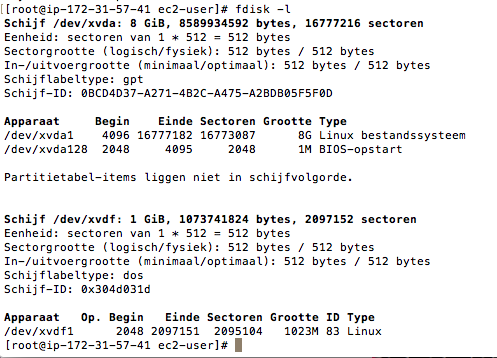 [[root@ip-172-31-57-41 ec2-user]# fdisk -l
Schijf /dev/xvda: 8 GiB, 8589934592 bytes, 16777216 sectoren
Eenheid: sectoren van 1 * 512 = 512 bytes
Sectorgrootte (logisch/fysiek): 512 bytes / 512 bytes
In-/uitvoergrootte (minimaal/optimaal): 512 bytes / 512 bytes
Schijflabeltype: gpt
Schijf-ID: 0BCD4D37-A271-4B2C-A475-A2BDB05F5F0D
Apparaat Begin Einde Sectoren Grootte Type
/dev/xvda1 4096 16777182 16773087 8G Linux bestandssysteem
/dev/xvda128 2048 4095 2048 1M BIOS-opstart
Partitietabel-items liggen niet in schijfvolgorde.
Schijf /dev/xvdf: 1 GiB, 1073741824 bytes, 2097152 sectoren
Eenheid: sectoren van 1 * 512 = 512 bytes
Sectorgrootte (logisch/fysiek): 512 bytes / 512 bytes
In-/uitvoergrootte (minimaal/optimaal): 512 bytes / 512 bytes
Schijflabeltype: dos
Schijf-ID: 0x304d031d
Apparaat Op. Begin Einde Sectoren Grootte ID Type
/dev/xvdf1 2048 2097151 2095104 1023M 83 Linux
[root@ip-172-31-57-41 ec2-user]#